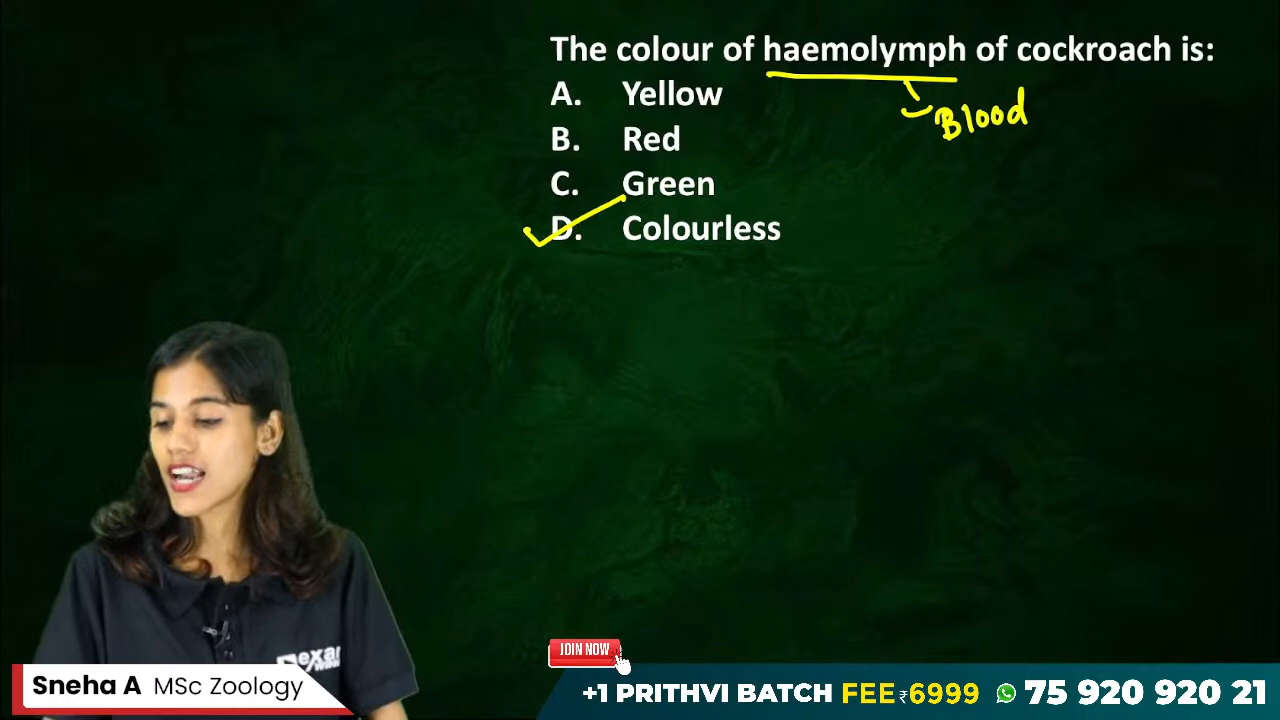 The colour of haemolymph of cockroach is:
A. Yellow
Blood
B. Red
C. Green
D. Colourless
exam
JOIN NOW
Sneha A MSc Zoology
+1 PRITHVI BATCH FEE ₹6999 75 920 920 21